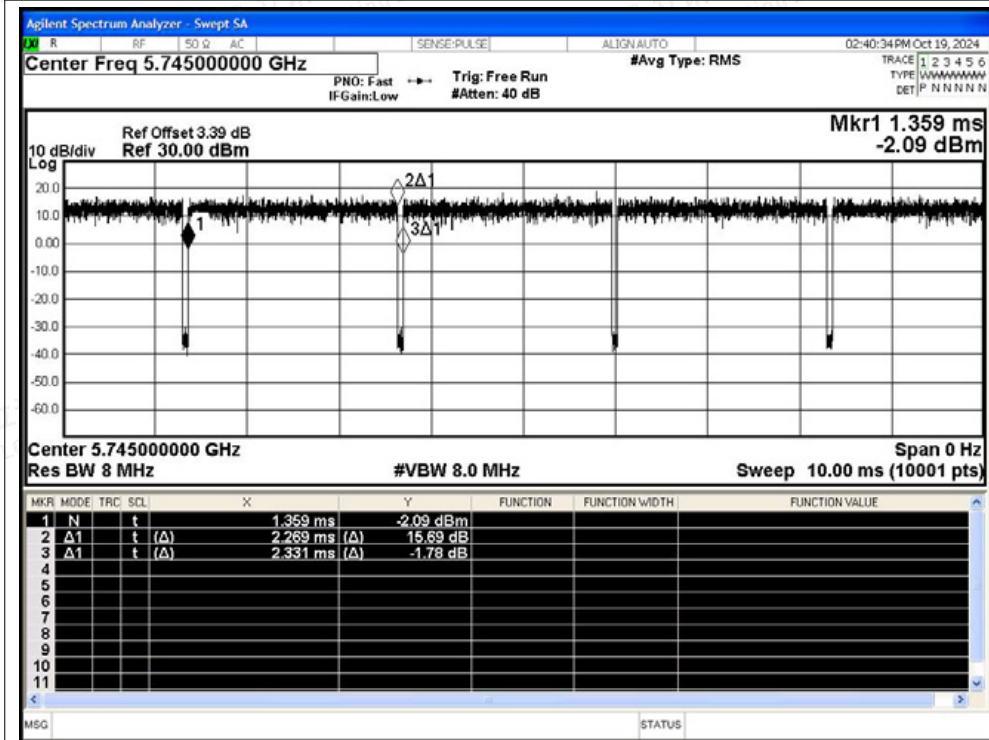 Agilent Spectrum Analyzer - Swept SA
LXI R RF 50 Ω AC SENSE:PULSE ALIGN AUTO 02:40:34 PM Oct 19, 2024
Center Freq 5.745000000 GHz #Avg Type: RMS TRACE 1 2 3 4 5 6
PNO: Fast Trig: Free Run TYPE WWWWWW
IFGain:Low #Atten: 40 dB DET P N N N N N
Mkr1 1.359 ms
Ref Offset 3.39 dB
10 dB/div Ref 30.00 dBm -2.09 dBm
Log
20.0
2Δ1
10.0
1
3Δ1
0.00
-10.0
-20.0
-30.0
-40.0
-50.0
-60.0
Center 5.745000000 GHz Span 0 Hz
Res BW 8 MHz #VBW 8.0 MHz Sweep 10.00 ms (10001 pts)
MKR MODE TRC SCL X Y FUNCTION FUNCTION WIDTH FUNCTION VALUE
1 N t 1.359 ms -2.09 dBm
2 Δ1 t (Δ) 2.269 ms (Δ) 15.69 dB
3 Δ1 t (Δ) 2.331 ms (Δ) -1.78 dB
4
5
6
7
8
9
10
11
MSG STATUS